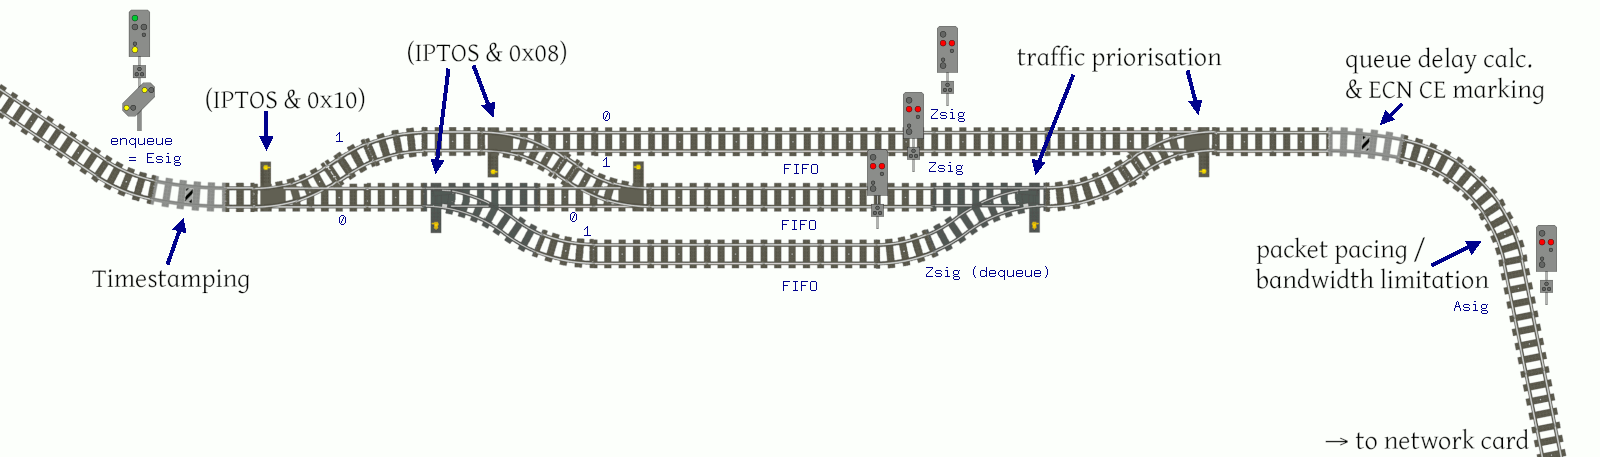 (IPTOS & 0x08)
traffic priorisation
queue delay calc.
& ECN CE marking
(IPTOS & 0x10)
enqueue
= Esig
1
0
Zsig
1
FIFO
Zsig
0
0
1
FIFO
Timestamping
Zsig (dequeue)
FIFO
packet pacing /
bandwidth limitation
Asig
→ to network card